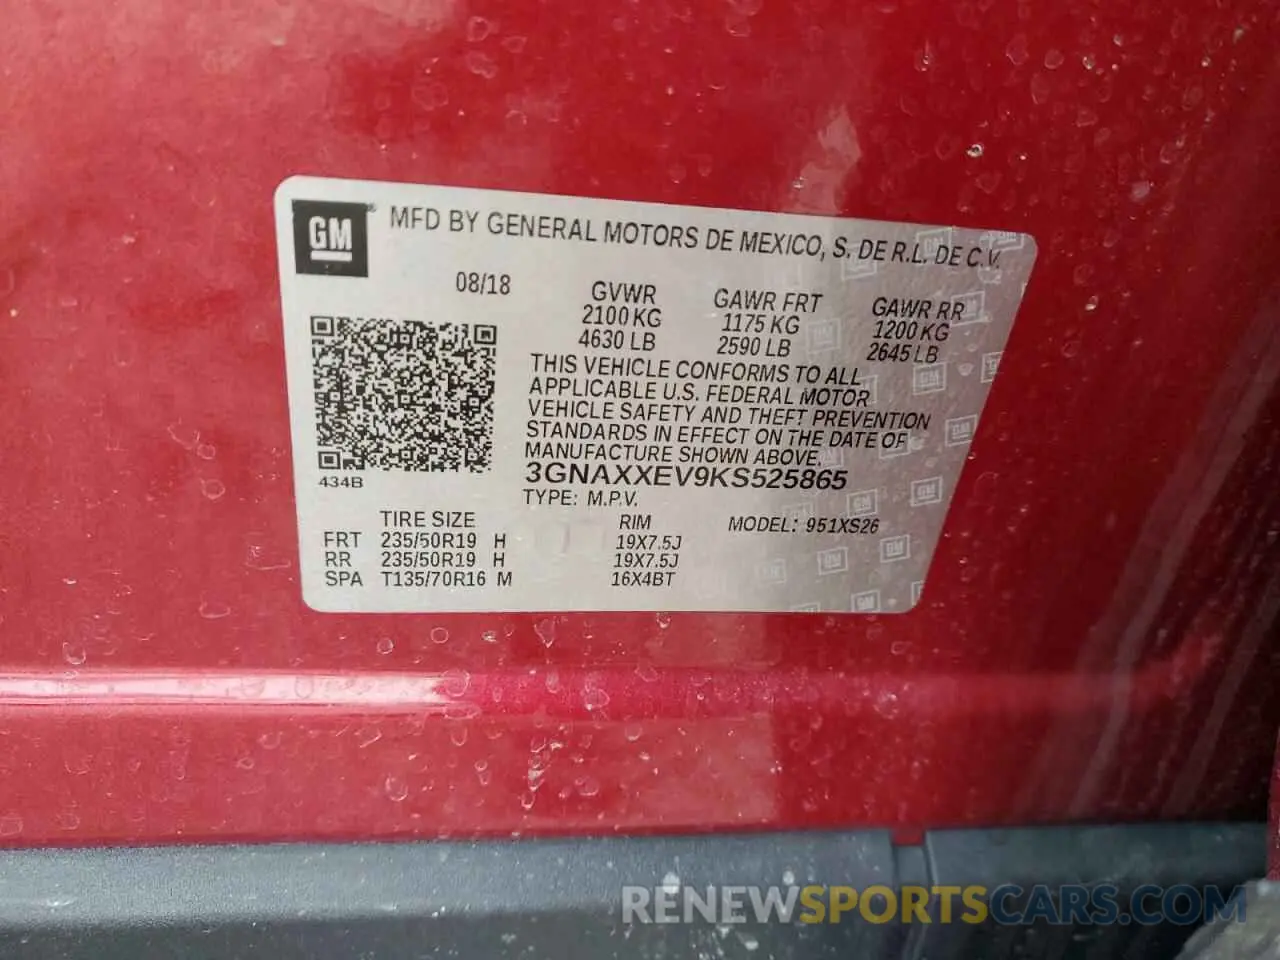 GM® MFD BY GENERAL MOTORS DE MEXICO, S. DE R.L. DE C.V.
08/18
GVWR GAWR FRT GAWR RR
2100 KG 1175 KG 1200 KG
4630 LB 2590 LB 2645 LB
THIS VEHICLE CONFORMS TO ALL
APPLICABLE U.S. FEDERAL MOTOR
VEHICLE SAFETY AND THEFT PREVENTION
STANDARDS IN EFFECT ON THE DATE OF
MANUFACTURE SHOWN ABOVE.
3GNAXXEV9KS525865
434B
TYPE: M.P.V.
TIRE SIZE RIM MODEL: 951XS26
FRT 235/50R19 H 19X7.5J
RR 235/50R19 H 19X7.5J
SPA T135/70R16 M 16X4BT
RENEWSPORTSCARS.COM